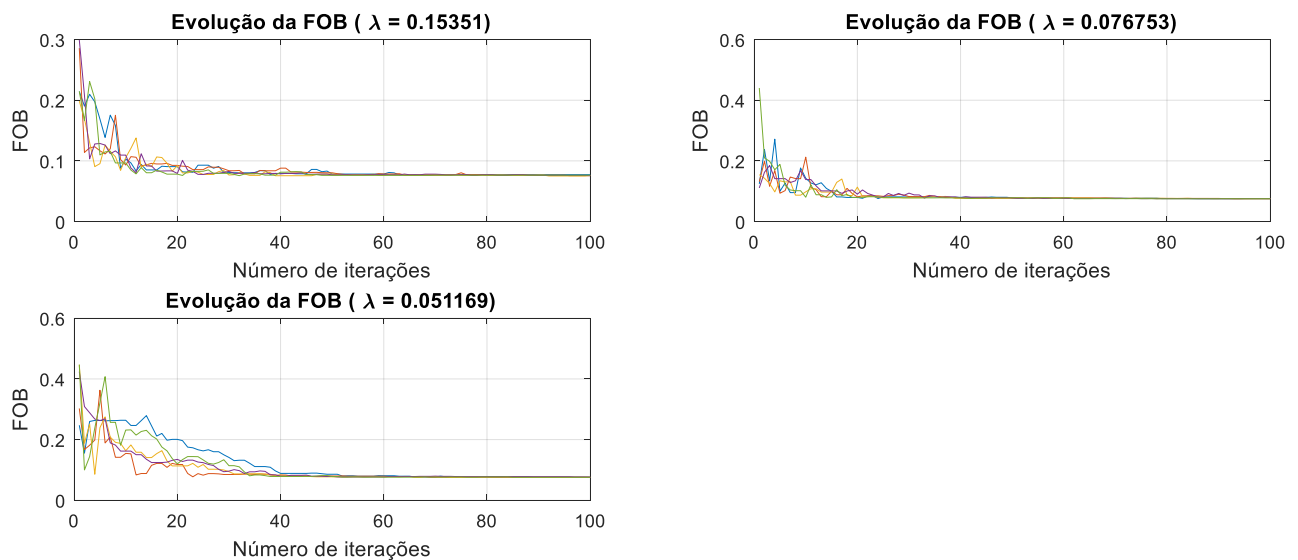 Evolução da FOB ( λ = 0.15351)
0.3
0.2
0.1
0
FOB
0 20 40 60 80 100
Número de iterações
Evolução da FOB ( λ = 0.076753)
0.6
0.4
0.2
0
FOB
0 20 40 60 80 100
Número de iterações
Evolução da FOB ( λ = 0.051169)
0.6
0.4
0.2
0
FOB
0 20 40 60 80 100
Número de iterações